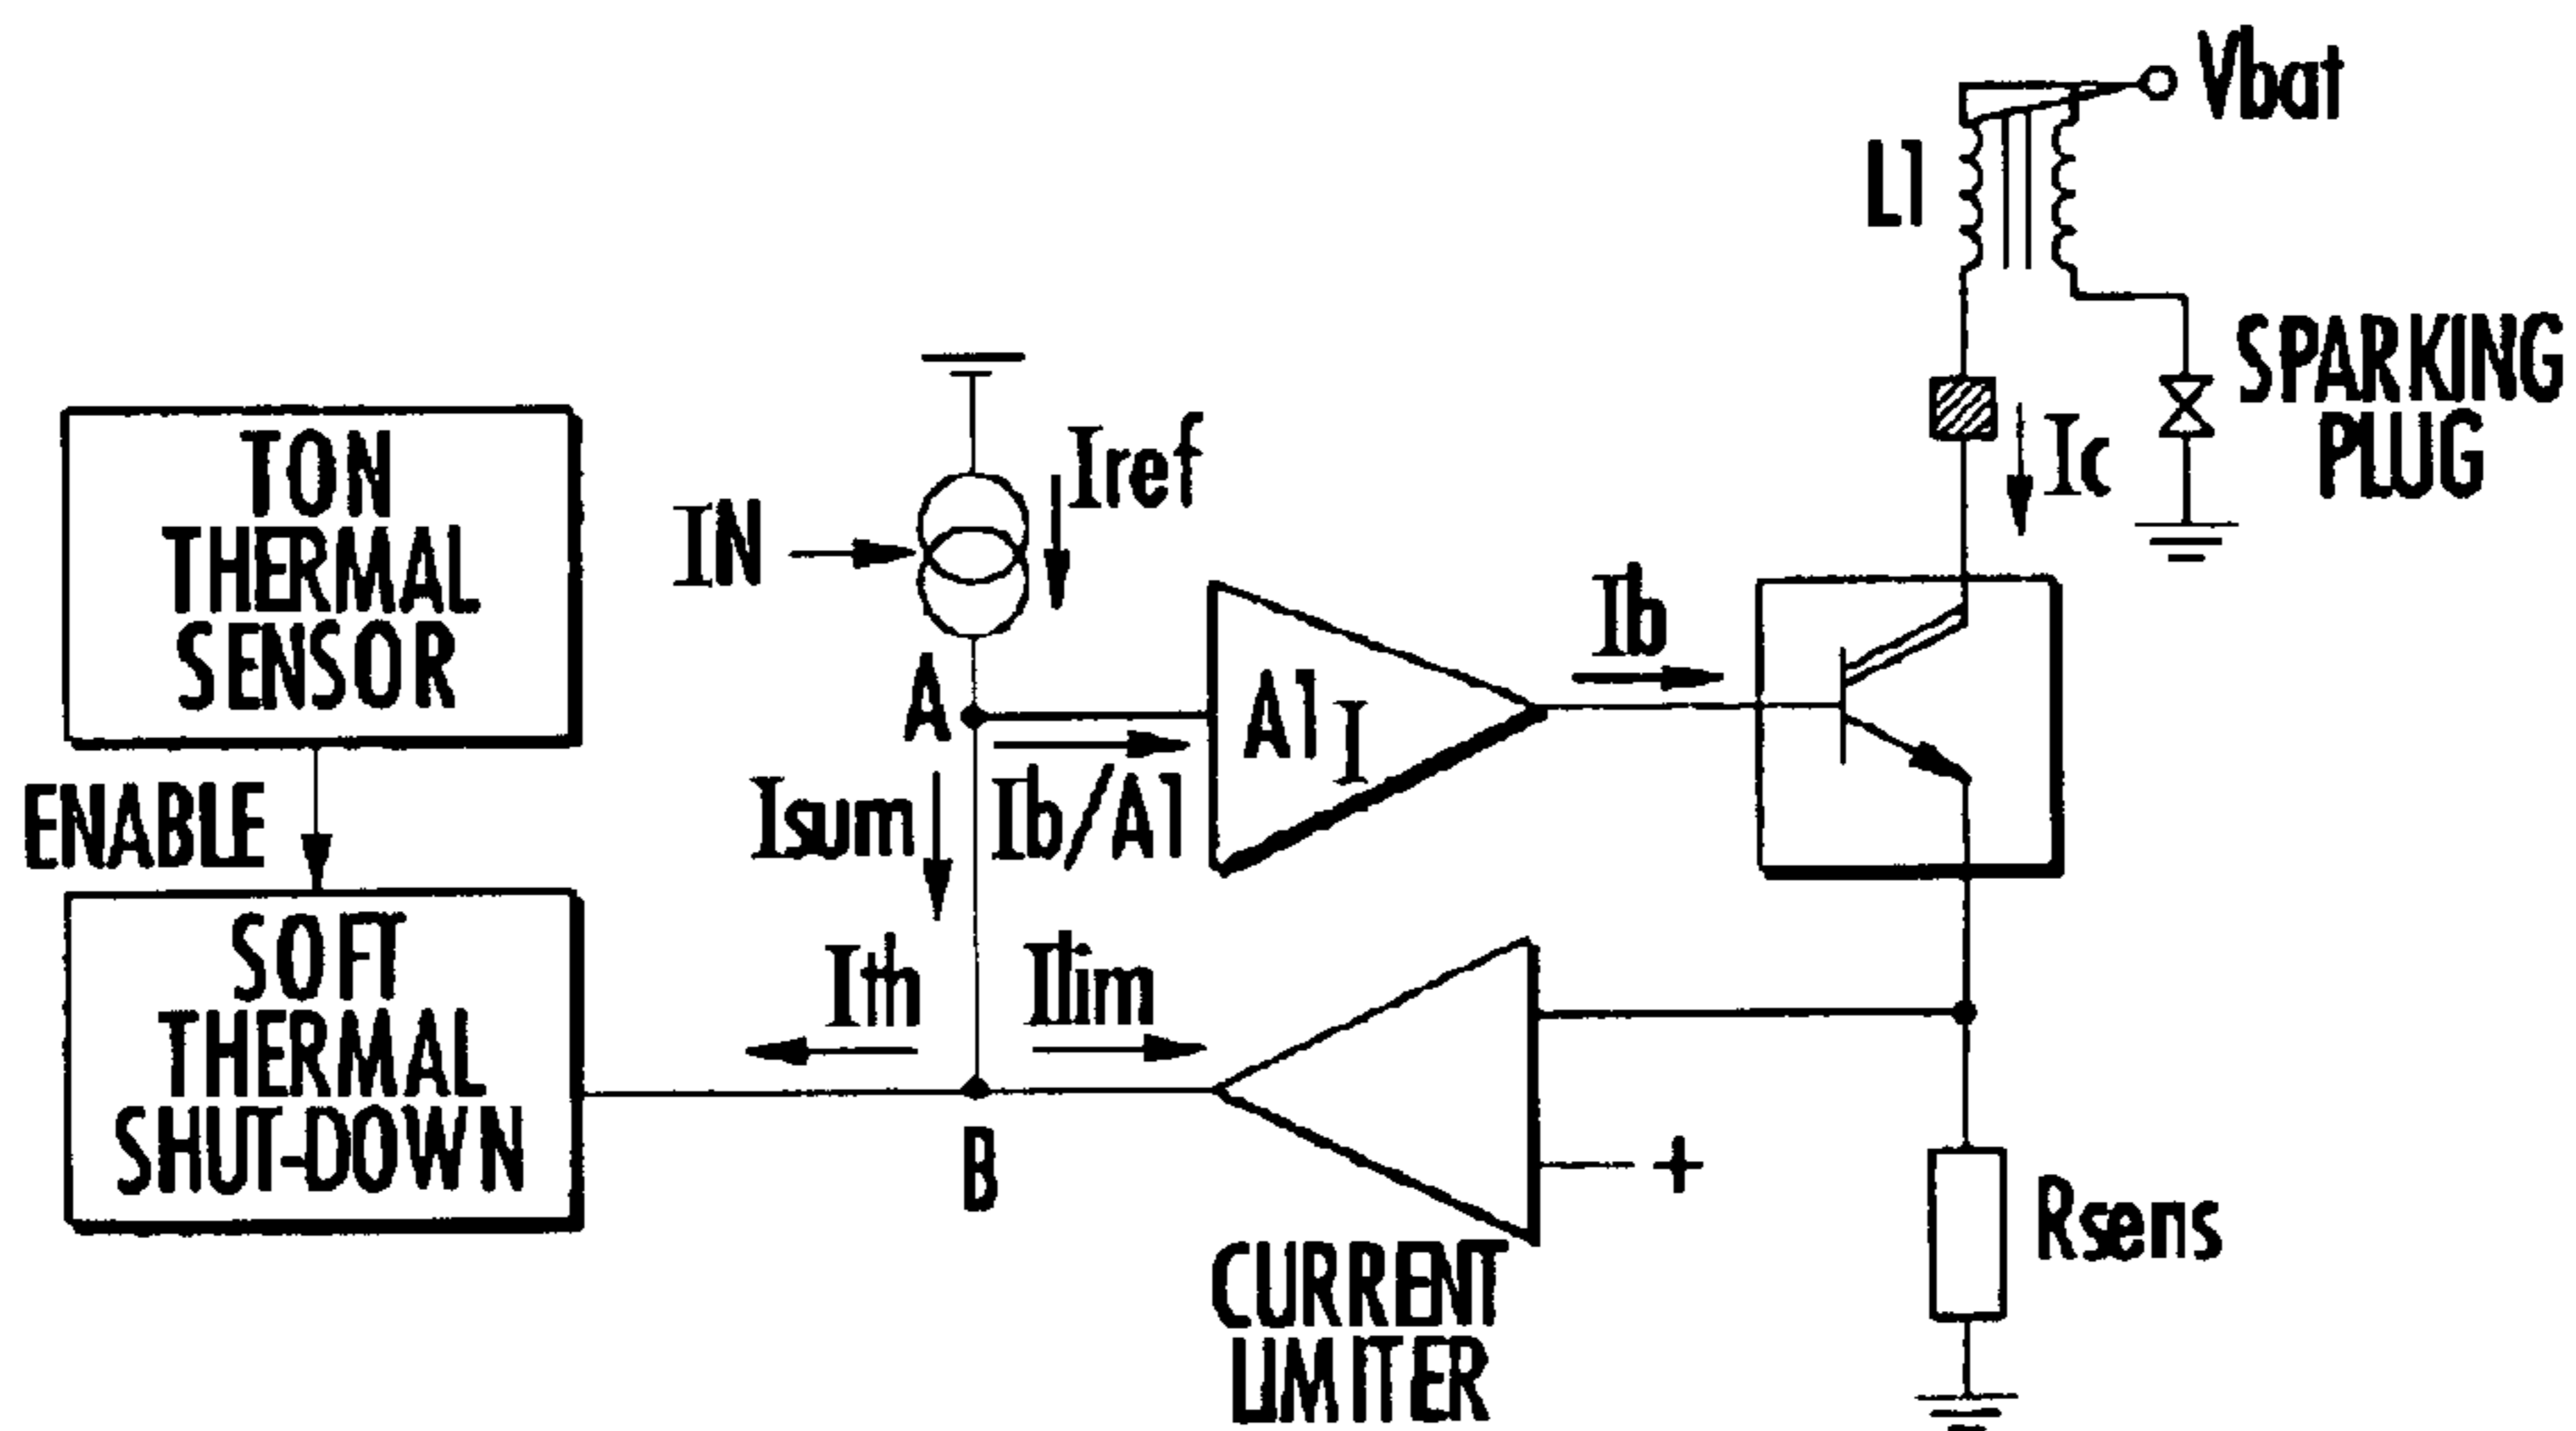 Vbat
L1
SPARKING
PLUG
Ic
Iref
IN
TON
THERMAL
SENSOR
Ib
A
A1 I
ENABLE
Isum
Ib/A1
SOFT
THERMAL
SHUT-DOWN
Ith
Ilim
B
+
Rsens
CURRENT
LIMITER